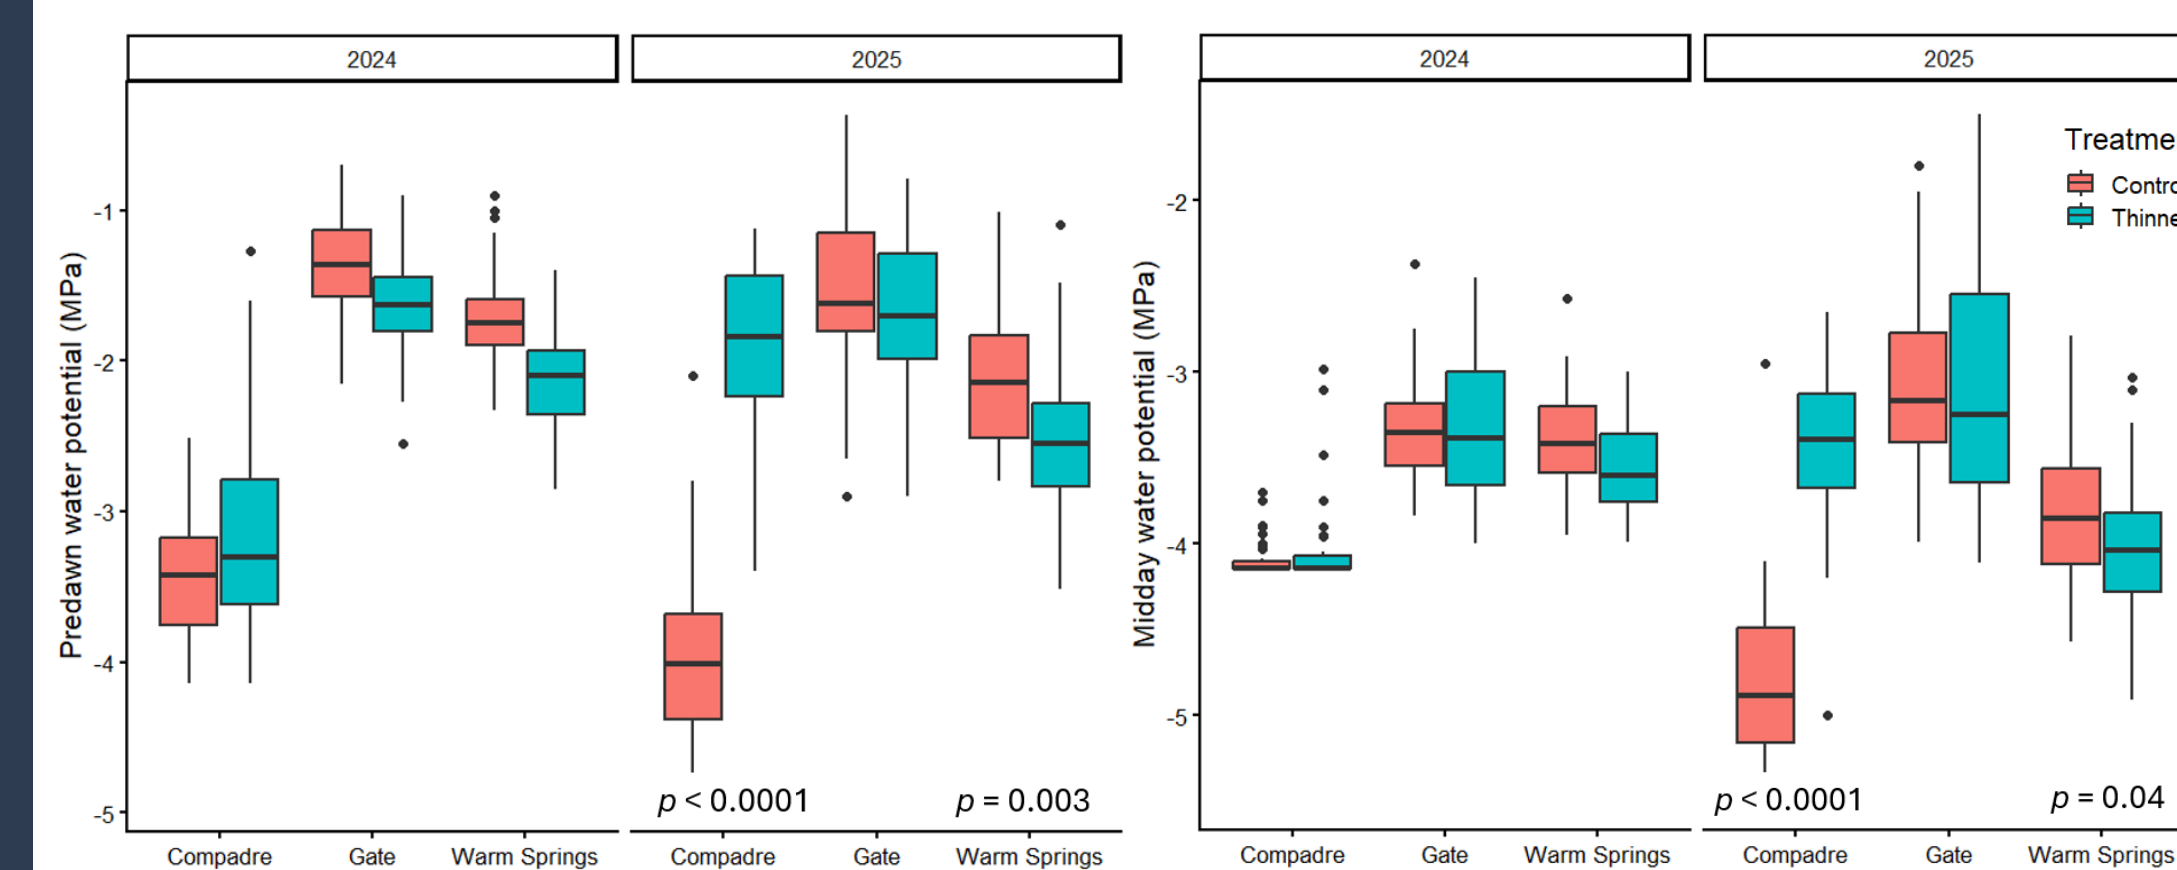 2024
2025
Predawn water potential (MPa)
-1
-2
-3
-4
-5
p < 0.0001
p = 0.003
Compadre
Gate
Warm Springs
Compadre
Gate
Warm Springs
2024
2025
Midday water potential (MPa)
-2
-3
-4
-5
Treatme
Contro
Thinne
p < 0.0001
p = 0.04
Compadre
Gate
Warm Springs
Compadre
Gate
Warm Springs